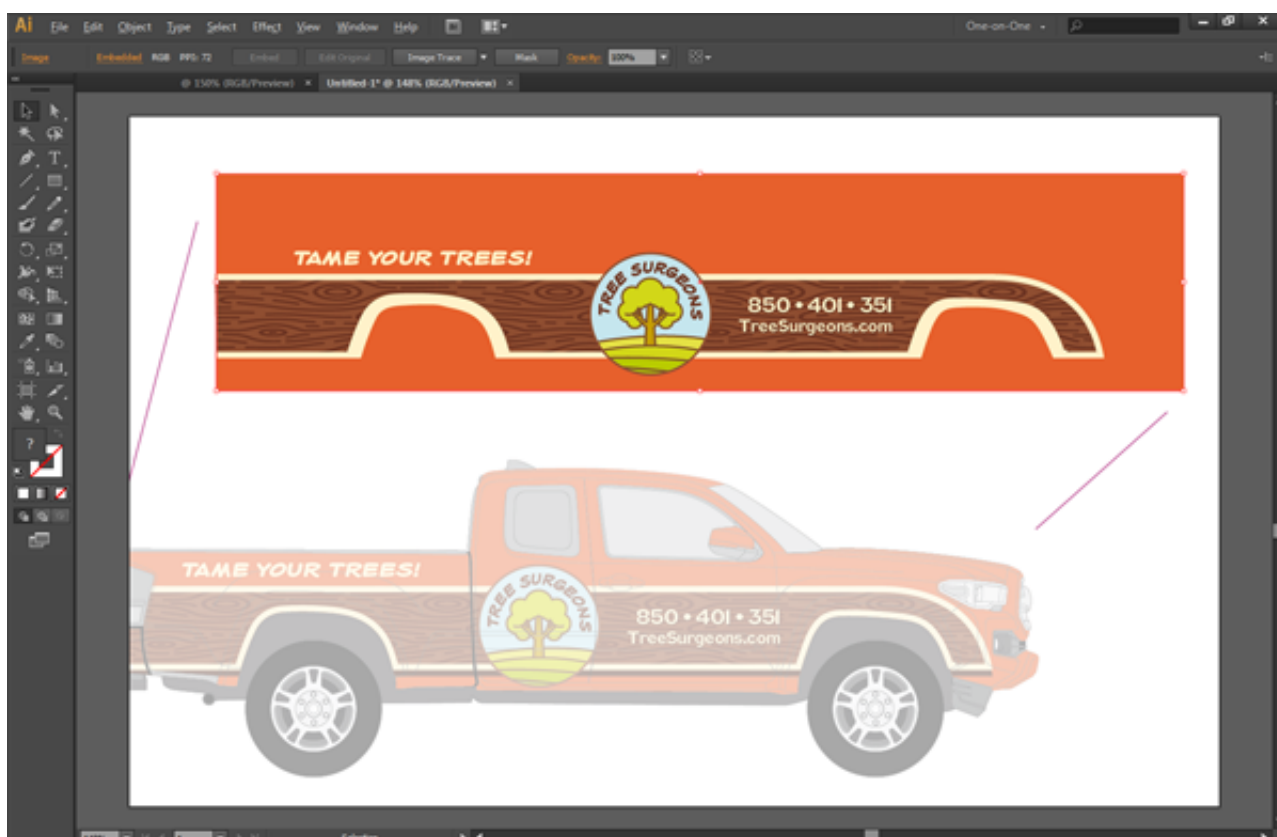 Ai File Edit Object Type Select Effect View Window Help One-on-One
Image Embedded RGB PPI: 72 Embed Edit Original Image Trace Mask Opacity: 100%
@ 150% (RGB/Preview) × Untitled-1* @ 148% (RGB/Preview) ×
TAME YOUR TREES!
TREE SURGEONS
850 • 401 • 351
TreeSurgeons.com
TAME YOUR TREES!
TREE SURGEONS
850 • 401 • 351
TreeSurgeons.com
Selection